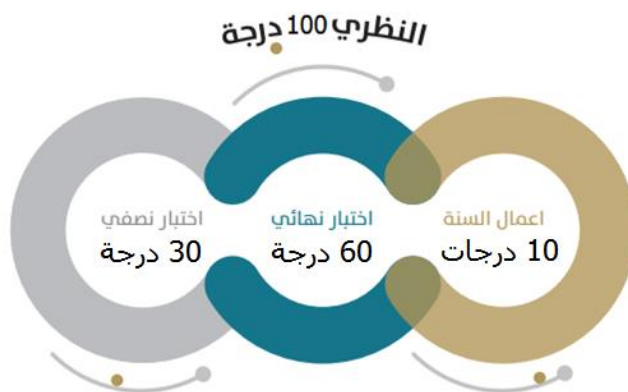 النظري 100 درجة
اعمال السنة
10 درجات
اختبار نهائي
60 درجة
اختبار نصفي
30 درجة